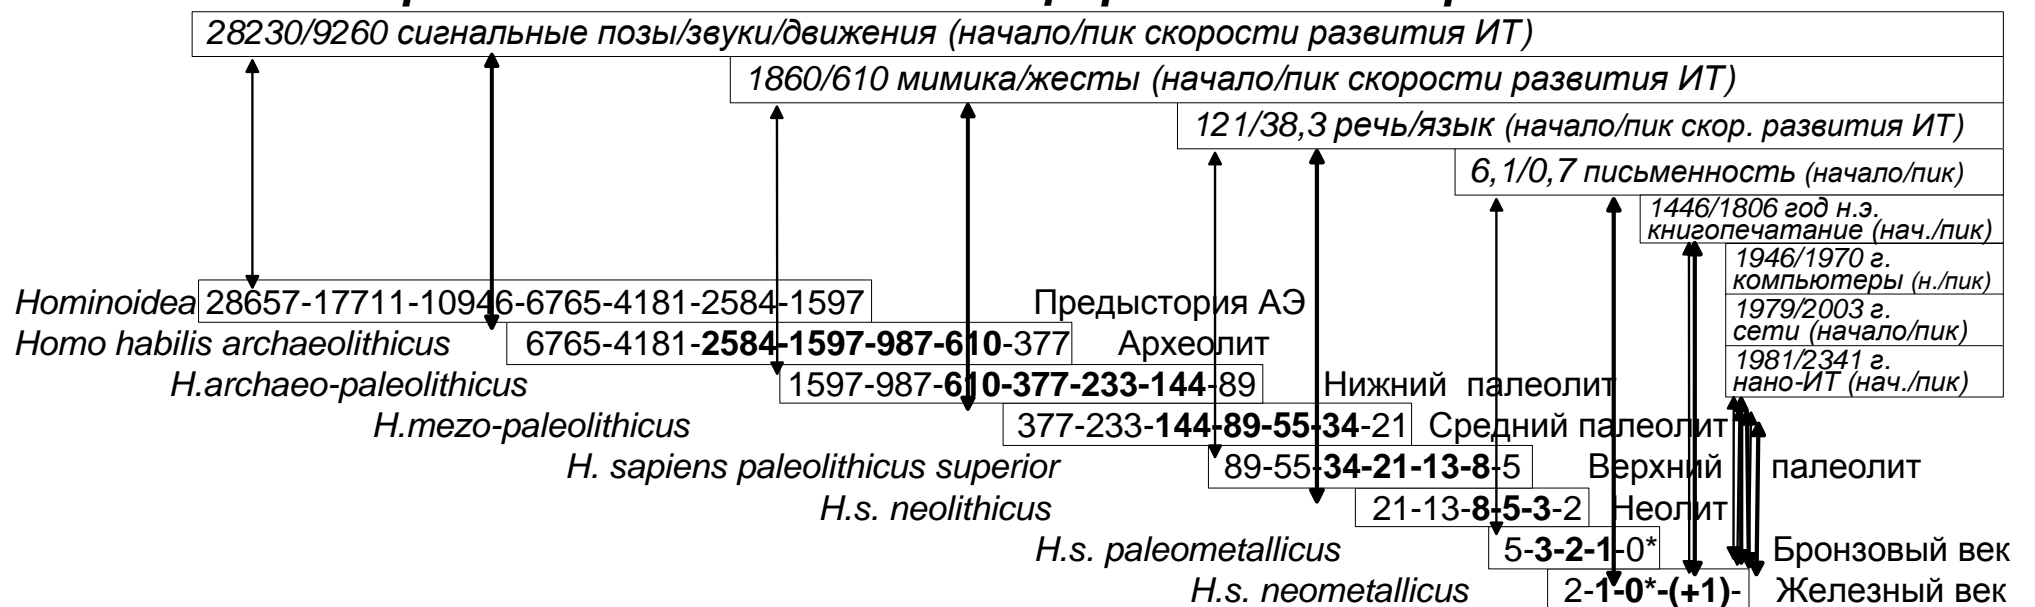 28230/9260 сигнальные позы/звуки/движения (начало/пик скорости развития ИТ)
1860/610 мимика/жесты (начало/пик скорости развития ИТ)
121/38,3 речь/язык (начало/пик скор. развития ИТ)
6,1/0,7 письменность (начало/пик)
1446/1806 год н.э.
книгопечатание (нач./пик)
1946/1970 г.
компьютеры (н./пик)
1979/2003 г.
сети (начало/пик)
1981/2341 г.
нано-ИТ (нач./пик)
Hominoidea 28657-17711-10946-6765-4181-2584-1597 Предыстория АЭ
Homo habilis archaeolithicus 6765-4181-2584-1597-987-610-377 Археолит
H.archaeo-paleolithicus 1597-987-610-377-233-144-89 Нижний палеолит
H.mezo-paleolithicus 377-233-144-89-55-34-21 Средний палеолит
H. sapiens paleolithicus superior 89-55-34-21-13-8-5 Верхний палеолит
H.s. neolithicus 21-13-8-5-3-2 Неолит
H.s. paleometallicus 5-3-2-1-0* Бронзовый век
H.s. neometallicus 2-1-0*-(+1)- Железный век